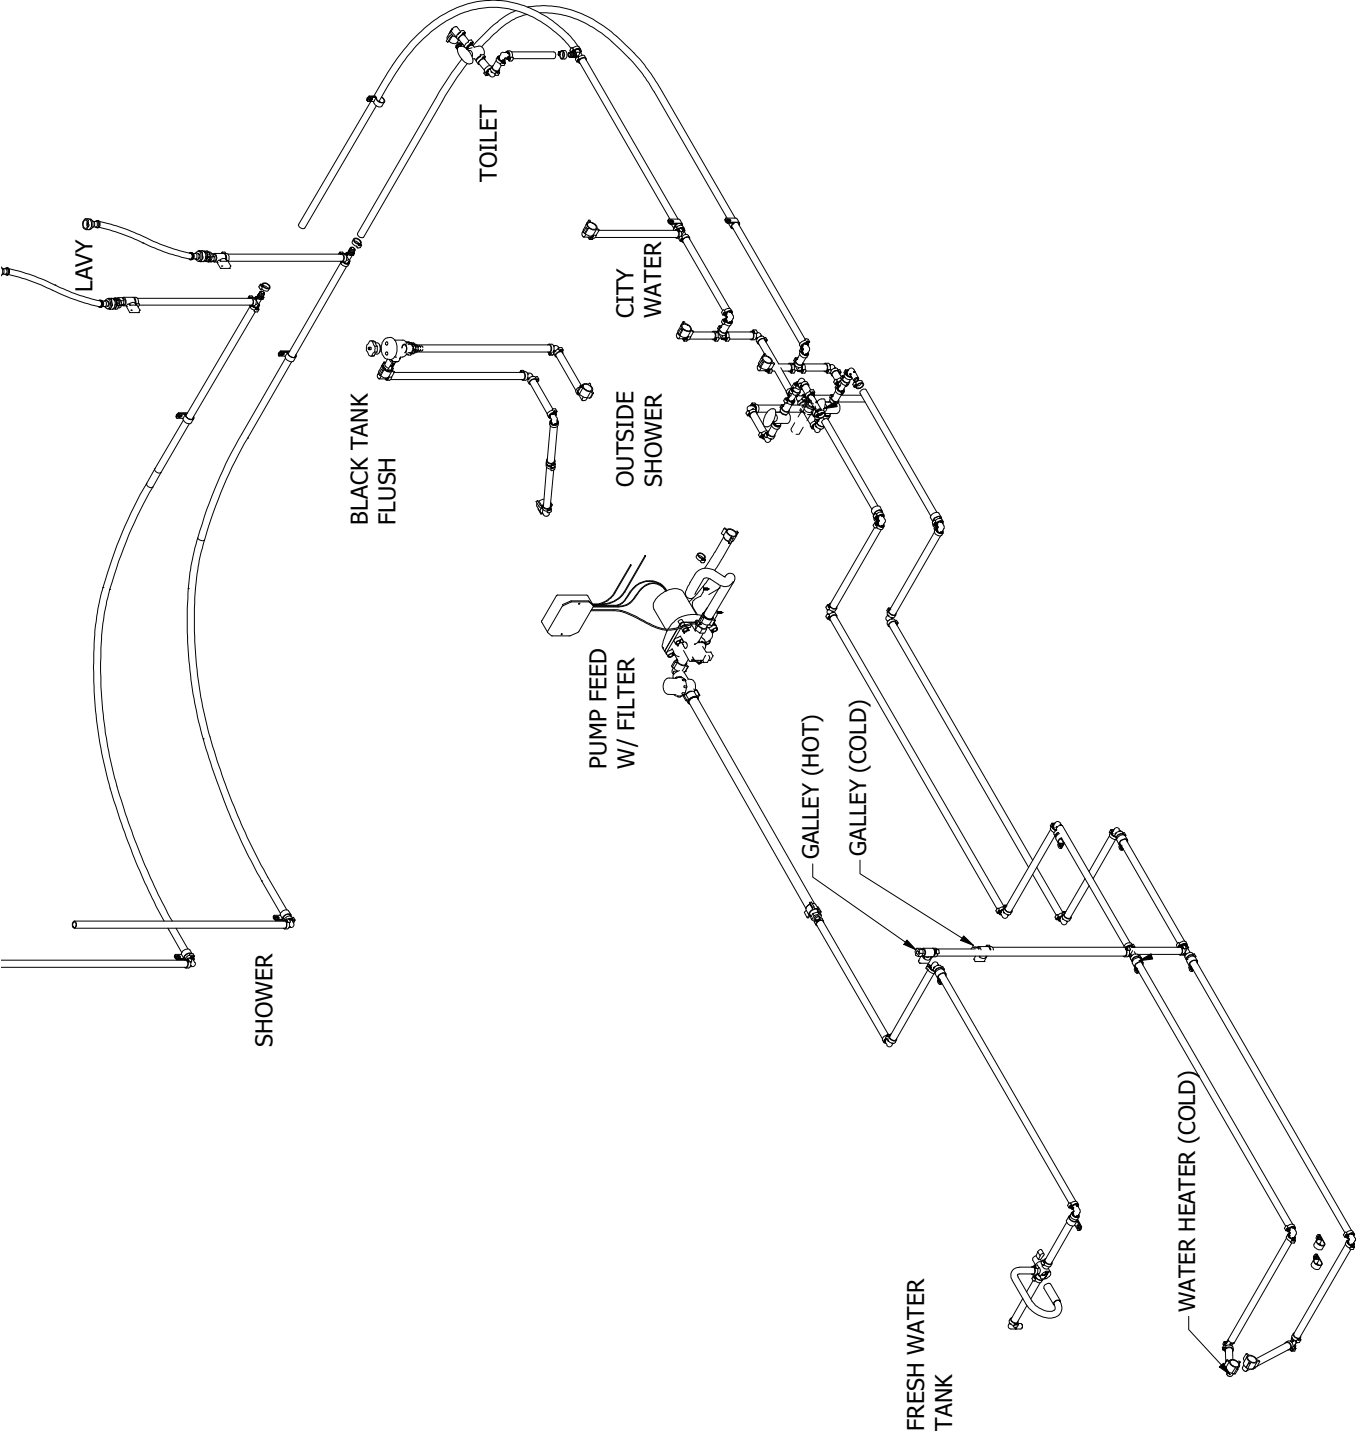 LAVY
TOILET
CITY
WATER
BLACK TANK
FLUSH
OUTSIDE
SHOWER
PUMP FEED
W/ FILTER
GALLEY (HOT)
GALLEY (COLD)
SHOWER
WATER HEATER (COLD)
FRESH WATER
TANK